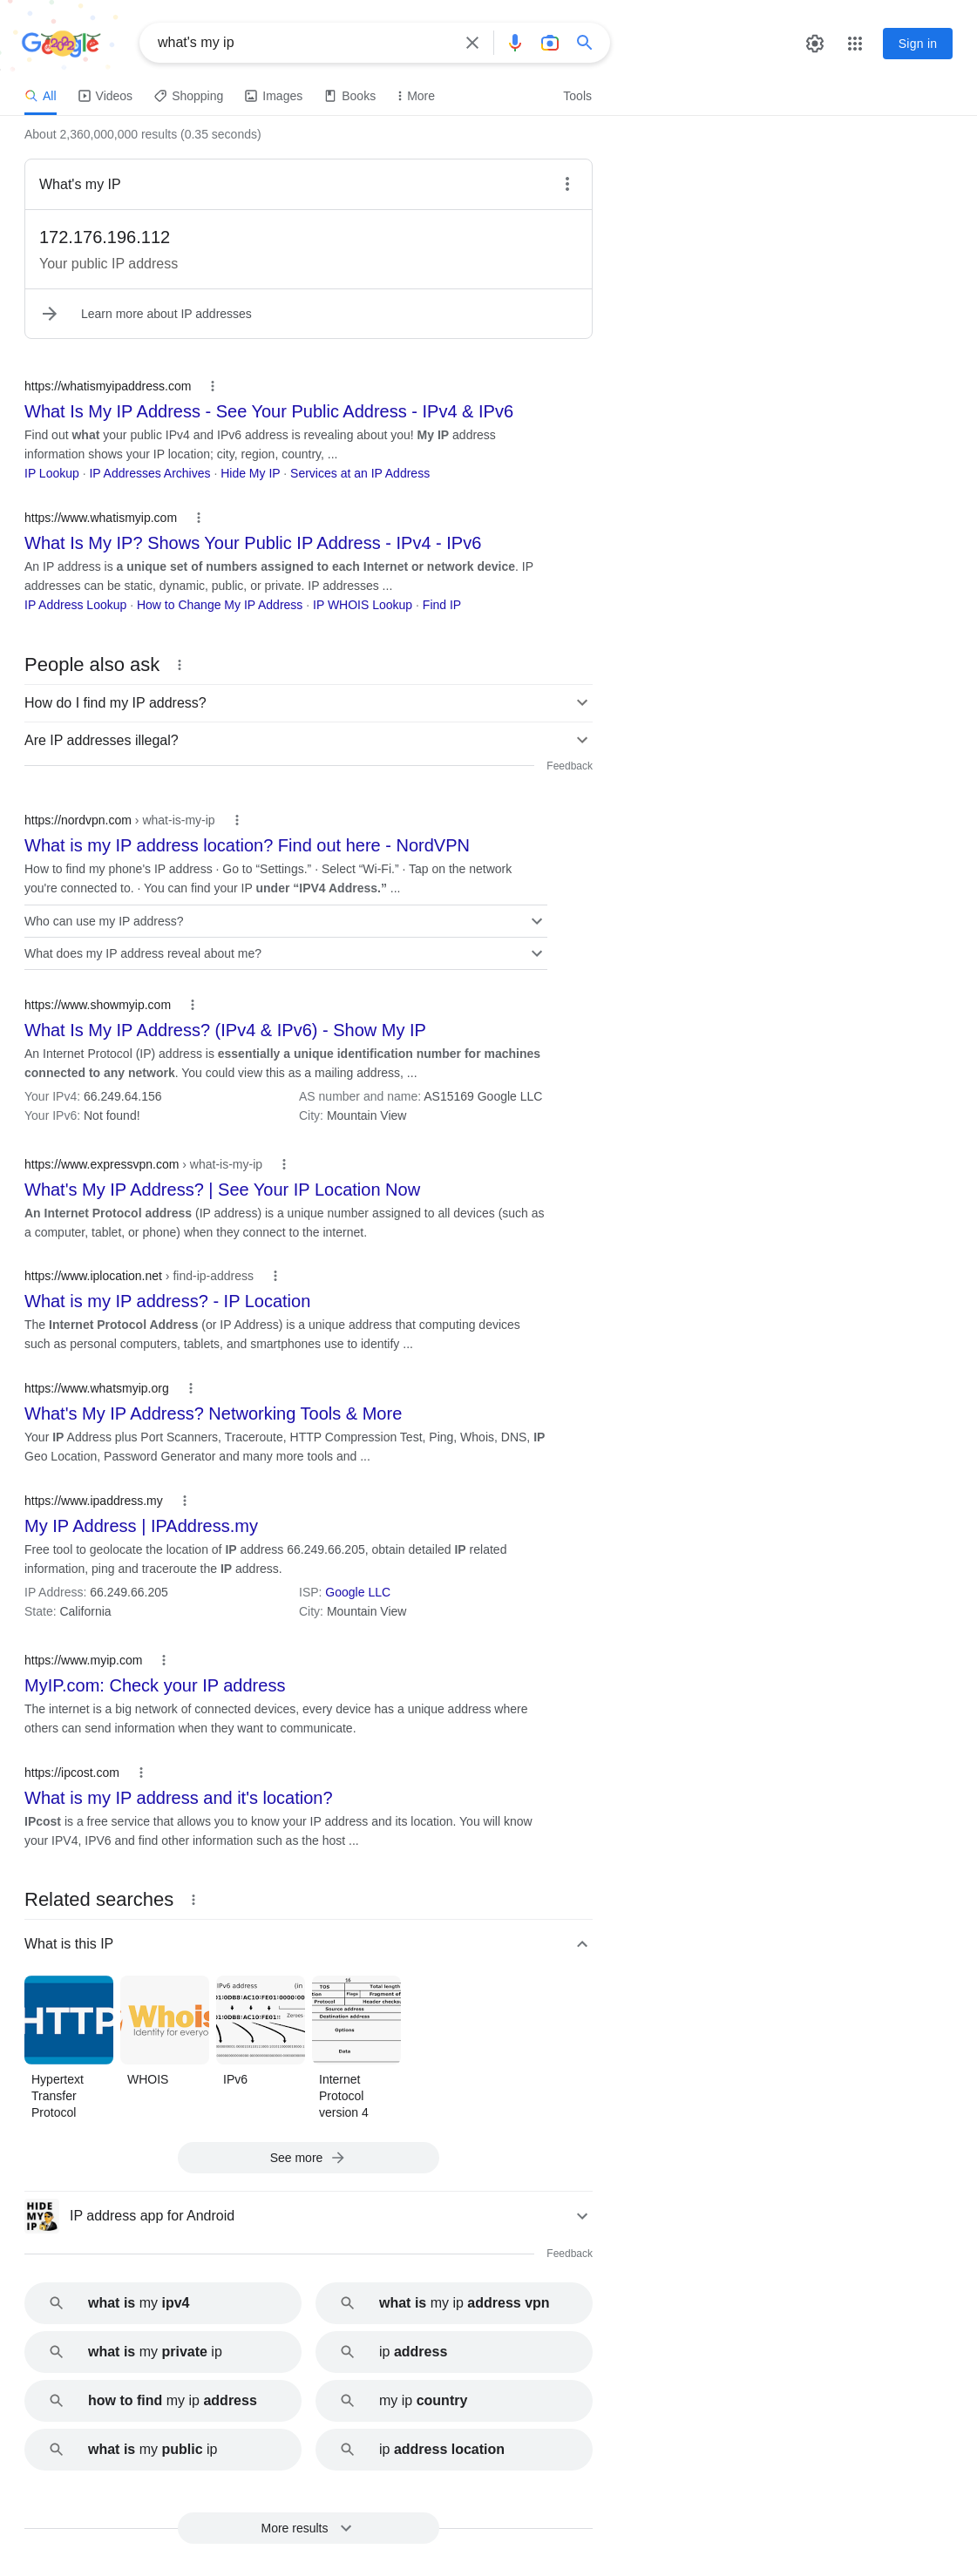 Google
2022
what's my ip
Sign in
All
Videos
Shopping
Images
Books
More
Tools
About 2,360,000,000 results (0.35 seconds)
What's my IP
172.176.196.112
Your public IP address
Learn more about IP addresses
https://whatismyipaddress.com
What Is My IP Address - See Your Public Address - IPv4 & IPv6
Find out what your public IPv4 and IPv6 address is revealing about you! My IP address
information shows your IP location; city, region, country, ...
IP Lookup · IP Addresses Archives · Hide My IP · Services at an IP Address
https://www.whatismyip.com
What Is My IP? Shows Your Public IP Address - IPv4 - IPv6
An IP address is a unique set of numbers assigned to each Internet or network device. IP
addresses can be static, dynamic, public, or private. IP addresses ...
IP Address Lookup · How to Change My IP Address · IP WHOIS Lookup · Find IP
People also ask
How do I find my IP address?
Are IP addresses illegal?
Feedback
https://nordvpn.com › what-is-my-ip
What is my IP address location? Find out here - NordVPN
How to find my phone's IP address · Go to “Settings.” · Select “Wi-Fi.” · Tap on the network
you're connected to. · You can find your IP under “IPV4 Address.” ...
Who can use my IP address?
What does my IP address reveal about me?
https://www.showmyip.com
What Is My IP Address? (IPv4 & IPv6) - Show My IP
An Internet Protocol (IP) address is essentially a unique identification number for machines
connected to any network. You could view this as a mailing address, ...
Your IPv4: 66.249.64.156
AS number and name: AS15169 Google LLC
Your IPv6: Not found!
City: Mountain View
https://www.expressvpn.com › what-is-my-ip
What's My IP Address? | See Your IP Location Now
An Internet Protocol address (IP address) is a unique number assigned to all devices (such as
a computer, tablet, or phone) when they connect to the internet.
https://www.iplocation.net › find-ip-address
What is my IP address? - IP Location
The Internet Protocol Address (or IP Address) is a unique address that computing devices
such as personal computers, tablets, and smartphones use to identify ...
https://www.whatsmyip.org
What's My IP Address? Networking Tools & More
Your IP Address plus Port Scanners, Traceroute, HTTP Compression Test, Ping, Whois, DNS, IP
Geo Location, Password Generator and many more tools and ...
https://www.ipaddress.my
My IP Address | IPAddress.my
Free tool to geolocate the location of IP address 66.249.66.205, obtain detailed IP related
information, ping and traceroute the IP address.
IP Address: 66.249.66.205
ISP: Google LLC
State: California
City: Mountain View
https://www.myip.com
MyIP.com: Check your IP address
The internet is a big network of connected devices, every device has a unique address where
others can send information when they want to communicate.
https://ipcost.com
What is my IP address and it's location?
IPcost is a free service that allows you to know your IP address and its location. You will know
your IPV4, IPV6 and find other information such as the host ...
Related searches
What is this IP
HTTP
Whois
Identity for everyo
IPv6 address (in
Zeroes
16
TOS Total length
Flags Fragment of
Protocol Header checks
Source address
Destination address
Options
Data
Hypertext
Transfer
Protocol
WHOIS
IPv6
Internet
Protocol
version 4
See more
HIDE
MY
IP
IP address app for Android
Feedback
what is my ipv4
what is my ip address vpn
what is my private ip
ip address
how to find my ip address
my ip country
what is my public ip
ip address location
More results